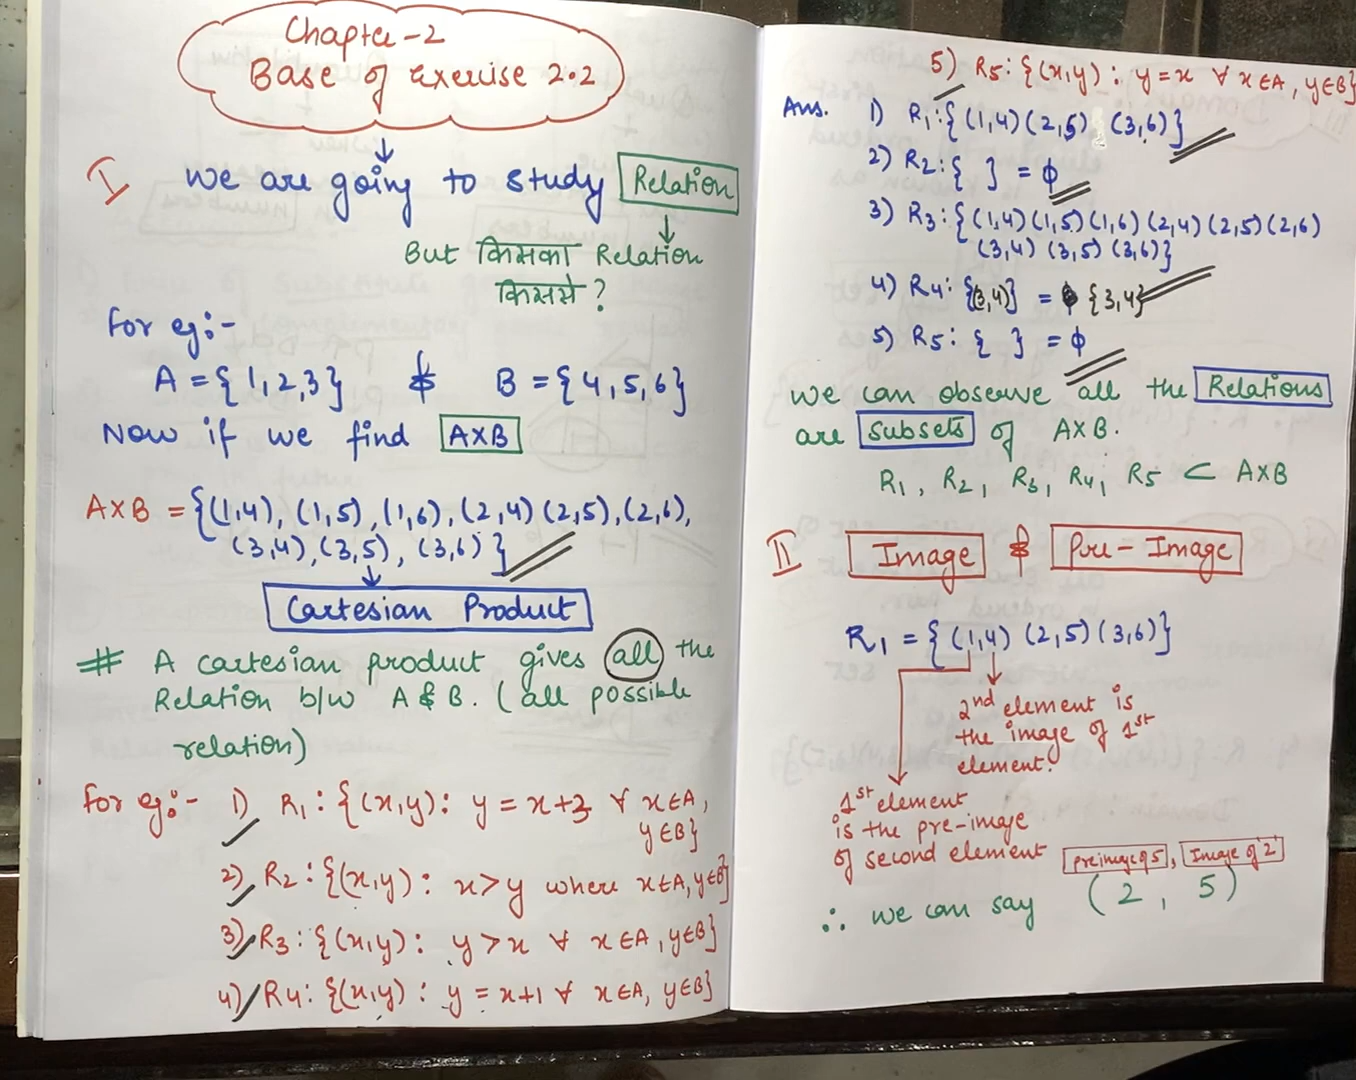 Chapter-2
Base of exercise 2.2
I we are going to study Relation
But किसका Relation
किससे ?
For eg:-
A = { 1,2,3 } & B = { 4,5,6 }
Now if we find AXB
AXB = {(1,4), (1,5), (1,6), (2,4) (2,5), (2,6),
(3,4), (3,5), (3,6) }
Cartesian Product
# A cartesian product gives all the
Relation b/w A & B. ( all possible
relation)
For eg:- 1) R₁ : {(x,y) : y = x+3 ∀ x∈A,
y∈B}
2) R₂ : {(x,y) : x>y where x∈A, y∈B}
3) R₃ : {(x,y) : y > x ∀ x∈A, y∈B}
4) R₄ : {(x,y) : y = x+1 ∀ x∈A, y∈B}
5) R₅ : {(x,y) : y = x ∀ x∈A, y∈B}
Ans. 1) R₁ : { (1,4) (2,5) (3,6) }
2) R₂ : { } = ϕ
3) R₃ : { (1,4) (1,5) (1,6) (2,4) (2,5) (2,6)
(3,4) (3,5) (3,6) }
4) R₄ : {(3,4)} = {3,4}
5) R₅ : { } = ϕ
we can observe all the Relations
are subsets of AXB.
R₁, R₂, R₃, R₄, R₅ ⊂ AXB
II Image & Pre-Image
R₁ = { (1,4) (2,5) (3,6) }
2nd element is
the image of 1st
element.
1st element
is the pre-image
of second element
preimage of 5, Image of '2'
∴ we can say ( 2 , 5 )